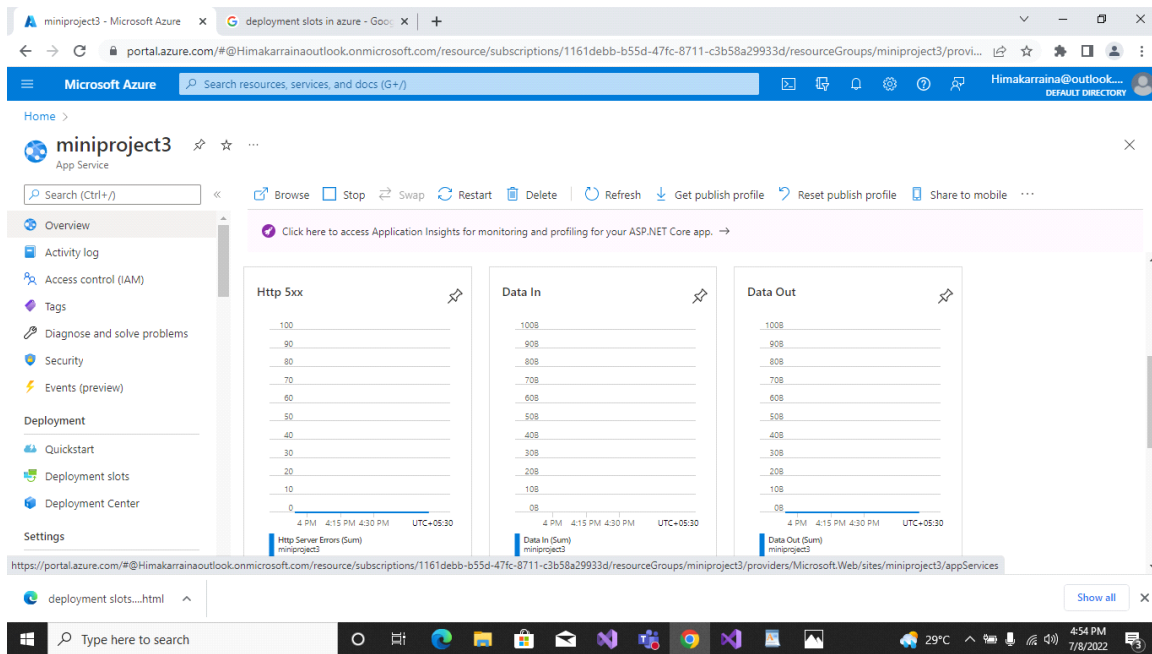 miniproject3 - Microsoft Azure
deployment slots in azure - Goog
portal.azure.com/#@Himakarrainaoutlook.onmicrosoft.com/resource/subscriptions/1161debb-b55d-47fc-8711-c3b58a29933d/resourceGroups/miniproject3/provi...
Microsoft Azure
Search resources, services, and docs (G+/)
Himakarraina@outlook....
DEFAULT DIRECTORY
Home >
miniproject3
App Service
Search (Ctrl+/)
Browse Stop Swap Restart Delete Refresh Get publish profile Reset publish profile Share to mobile ...
Overview
Activity log
Access control (IAM)
Tags
Diagnose and solve problems
Security
Events (preview)
Deployment
Quickstart
Deployment slots
Deployment Center
Settings
Click here to access Application Insights for monitoring and profiling for your ASP.NET Core app. →
Http 5xx
100
90
80
70
60
50
40
30
20
10
0
4 PM 4:15 PM 4:30 PM UTC+05:30
Http Server Errors (Sum)
miniproject3
Data In
100B
90B
80B
70B
60B
50B
40B
30B
20B
10B
0B
4 PM 4:15 PM 4:30 PM UTC+05:30
Data In (Sum)
miniproject3
Data Out
100B
90B
80B
70B
60B
50B
40B
30B
20B
10B
0B
4 PM 4:15 PM 4:30 PM UTC+05:30
Data Out (Sum)
miniproject3
https://portal.azure.com/#@Himakarrainaoutlook.onmicrosoft.com/resource/subscriptions/1161debb-b55d-47fc-8711-c3b58a29933d/resourceGroups/miniproject3/providers/Microsoft.Web/sites/miniproject3/appServices
deployment slots....html
Show all
Type here to search
29°C
4:54 PM
7/8/2022
3